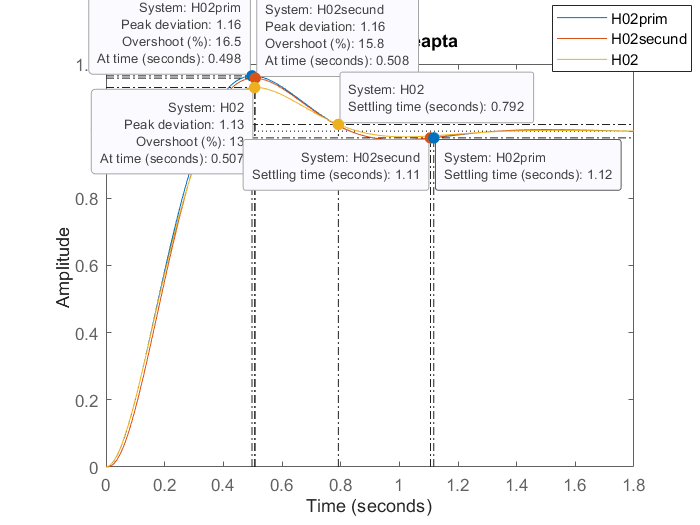 System: H02prim
Peak deviation: 1.16
Overshoot (%): 16.5
At time (seconds): 0.498
System: H02secund
Peak deviation: 1.16
Overshoot (%): 15.8
At time (seconds): 0.508
eapta
H02prim
H02secund
H02
System: H02
Settling time (seconds): 0.792
System: H02
Peak deviation: 1.13
Overshoot (%): 13
At time (seconds): 0.507
System: H02secund
Settling time (seconds): 1.11
System: H02prim
Settling time (seconds): 1.12
1.
0.8
0.6
0.4
0.2
0
Amplitude
0
0.2
0.4
0.6
0.8
1
1.2
1.4
1.6
1.8
Time (seconds)